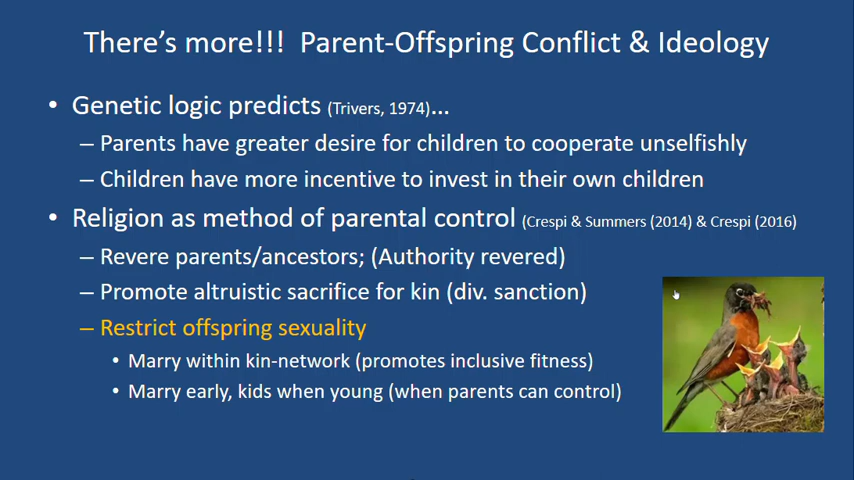 There's more!!! Parent-Offspring Conflict & Ideology
• Genetic logic predicts (Trivers, 1974)...
– Parents have greater desire for children to cooperate unselfishly
– Children have more incentive to invest in their own children
• Religion as method of parental control (Crespi & Summers (2014) & Crespi (2016)
– Revere parents/ancestors; (Authority revered)
– Promote altruistic sacrifice for kin (div. sanction)
– Restrict offspring sexuality
• Marry within kin-network (promotes inclusive fitness)
• Marry early, kids when young (when parents can control)